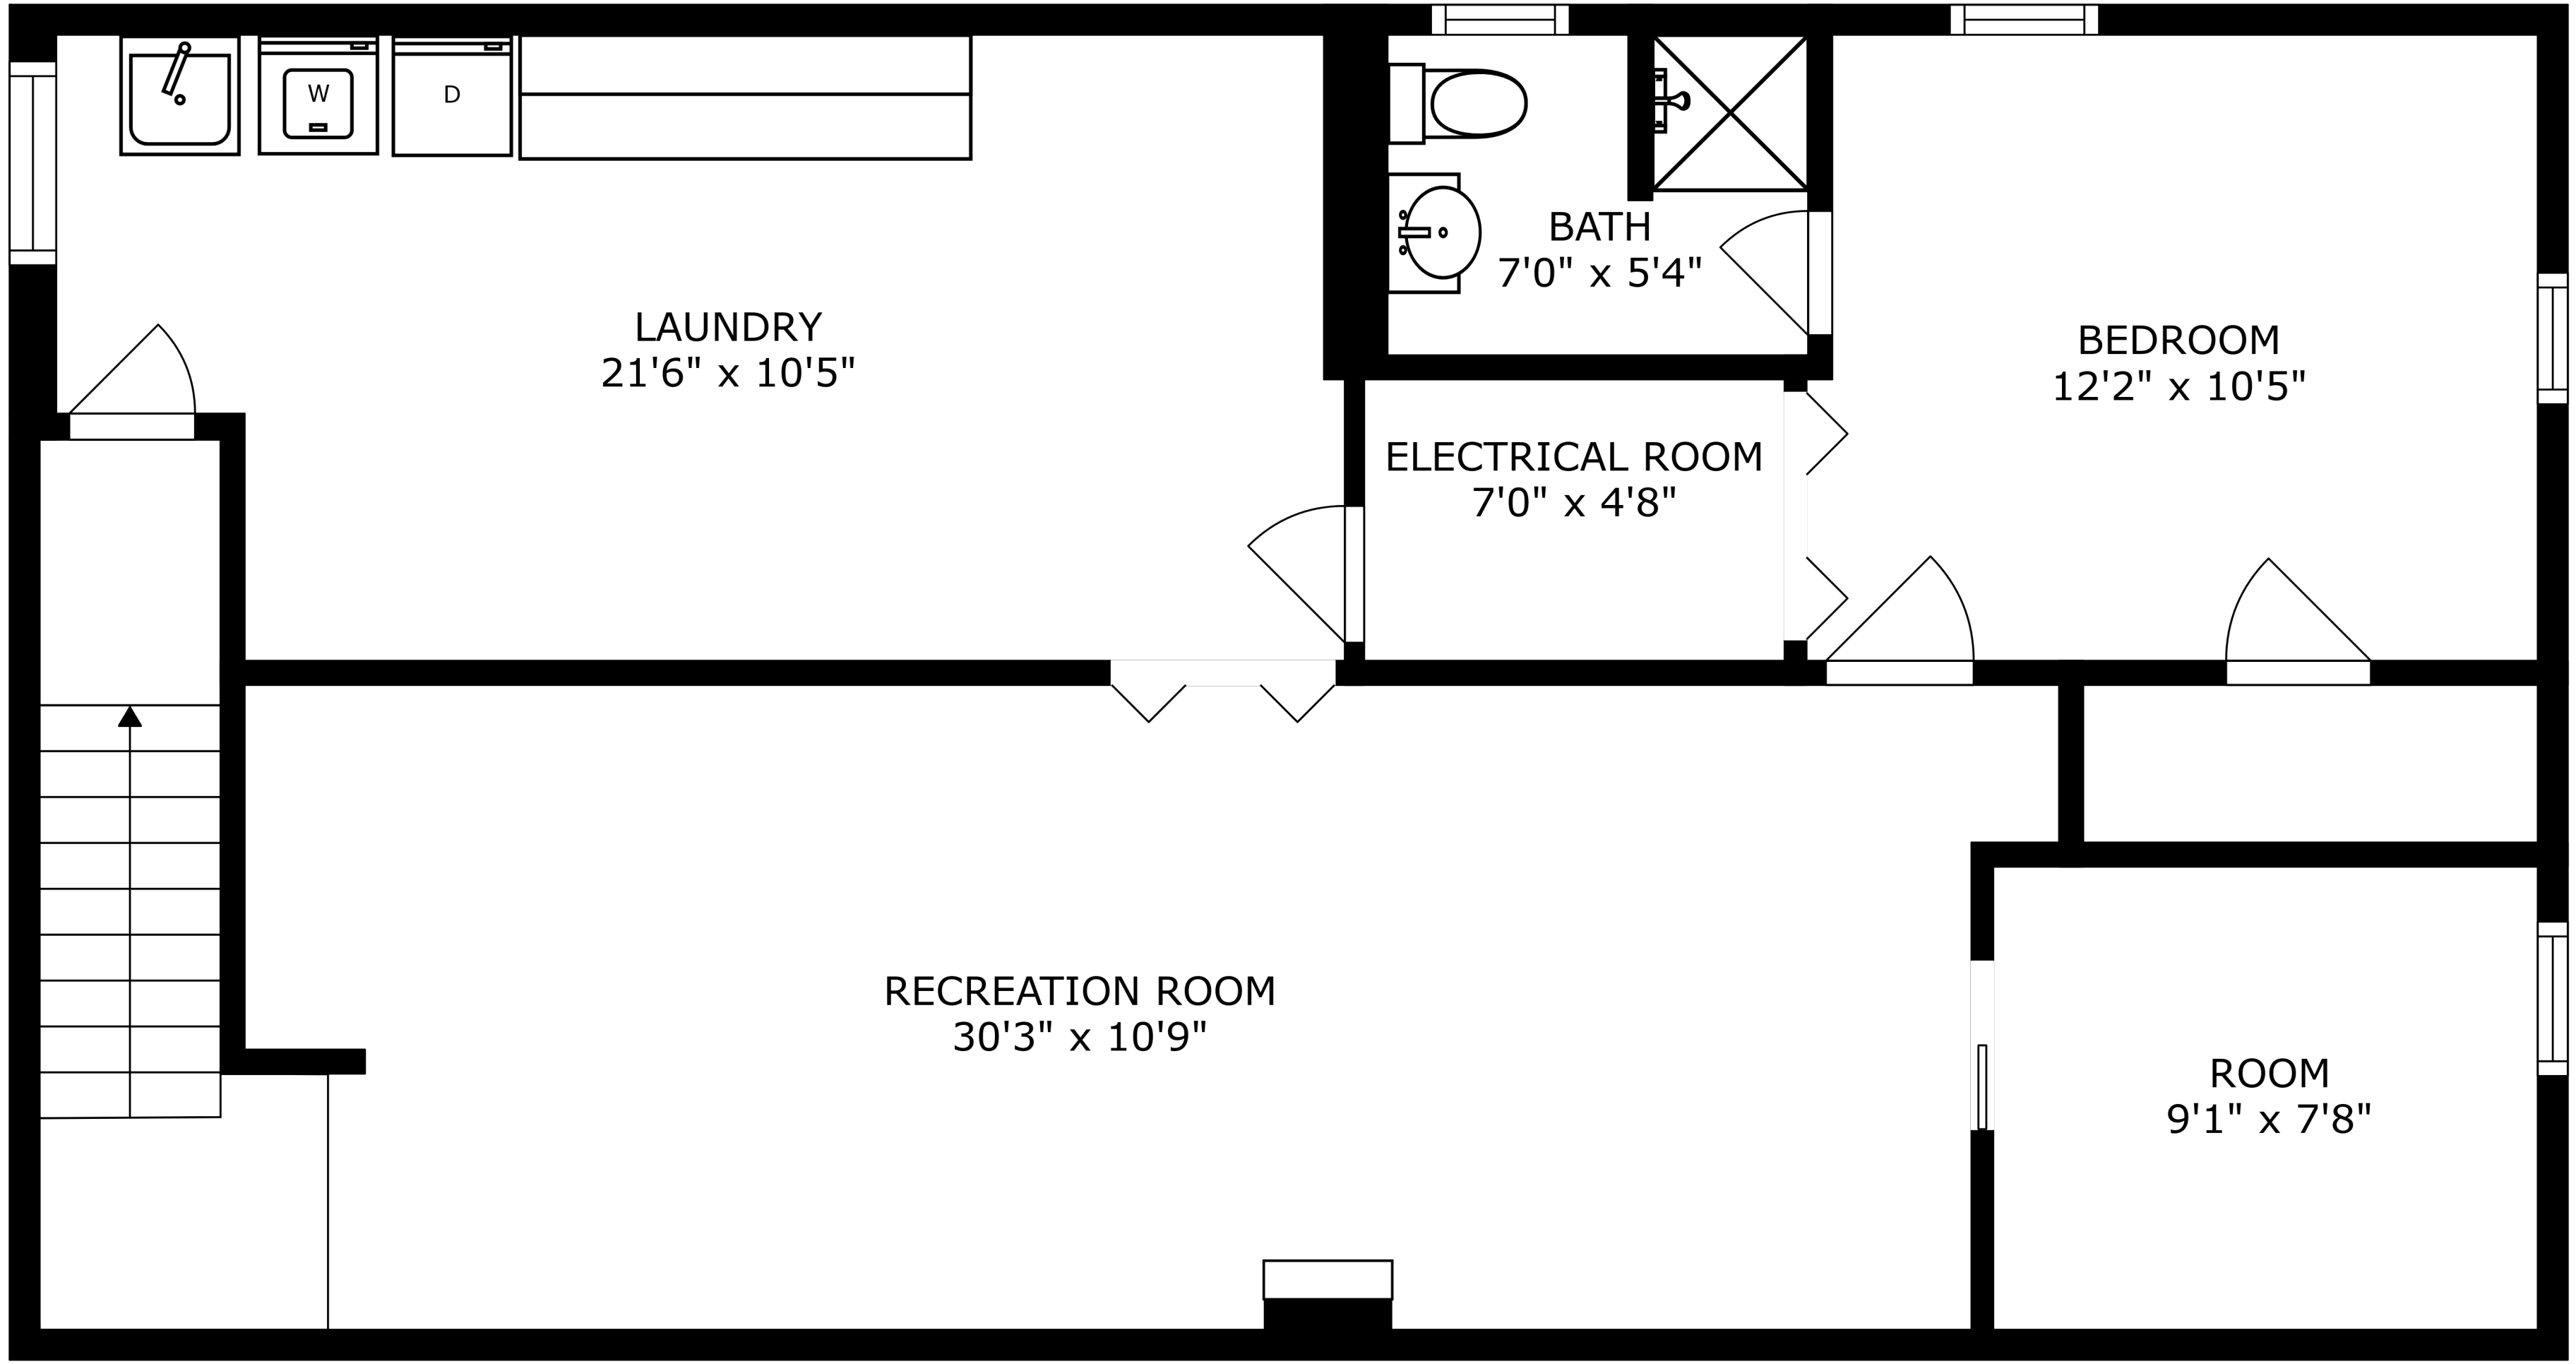 W
D
LAUNDRY
21'6" x 10'5"
BATH
7'0" x 5'4"
BEDROOM
12'2" x 10'5"
ELECTRICAL ROOM
7'0" x 4'8"
RECREATION ROOM
30'3" x 10'9"
ROOM
9'1" x 7'8"